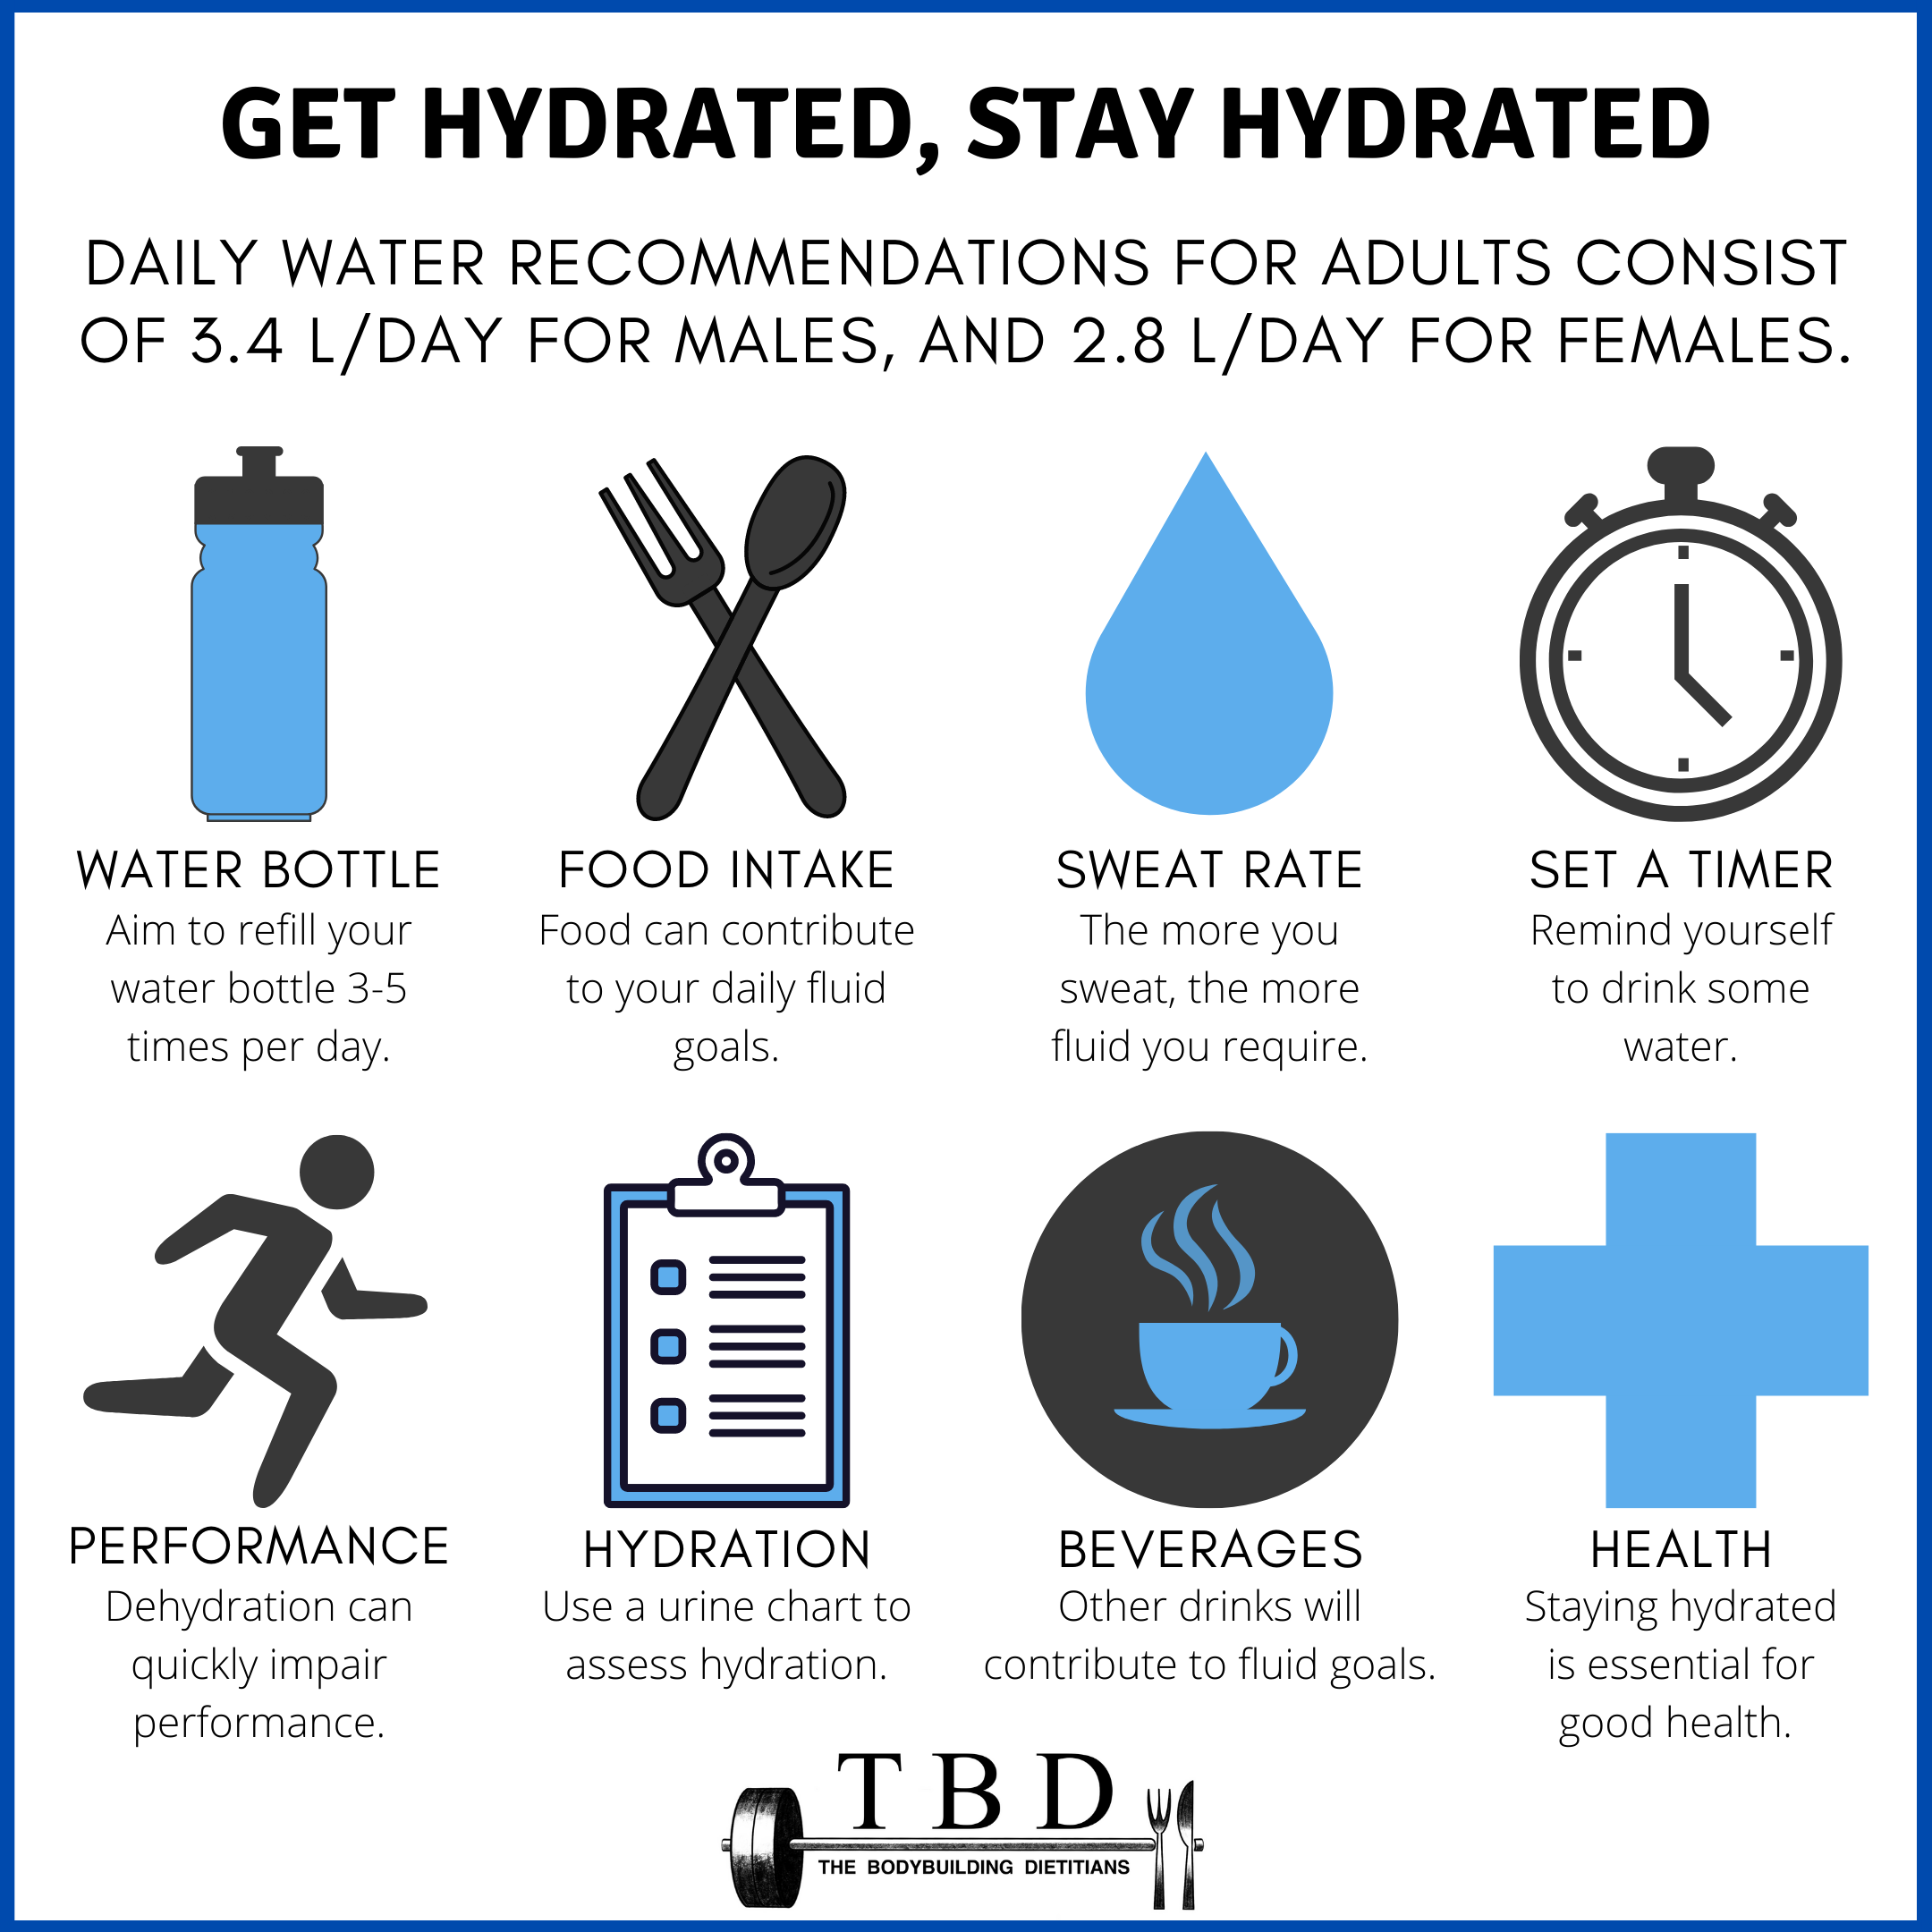 GET HYDRATED, STAY HYDRATED
DAILY WATER RECOMMENDATIONS FOR ADULTS CONSIST
OF 3.4 L/DAY FOR MALES, AND 2.8 L/DAY FOR FEMALES.
WATER BOTTLE
Aim to refill your
water bottle 3-5
times per day.
FOOD INTAKE
Food can contribute
to your daily fluid
goals.
SWEAT RATE
The more you
sweat, the more
fluid you require.
SET A TIMER
Remind yourself
to drink some
water.
PERFORMANCE
Dehydration can
quickly impair
performance.
HYDRATION
Use a urine chart to
assess hydration.
BEVERAGES
Other drinks will
contribute to fluid goals.
HEALTH
Staying hydrated
is essential for
good health.
TBD
THE BODYBUILDING DIETITIANS